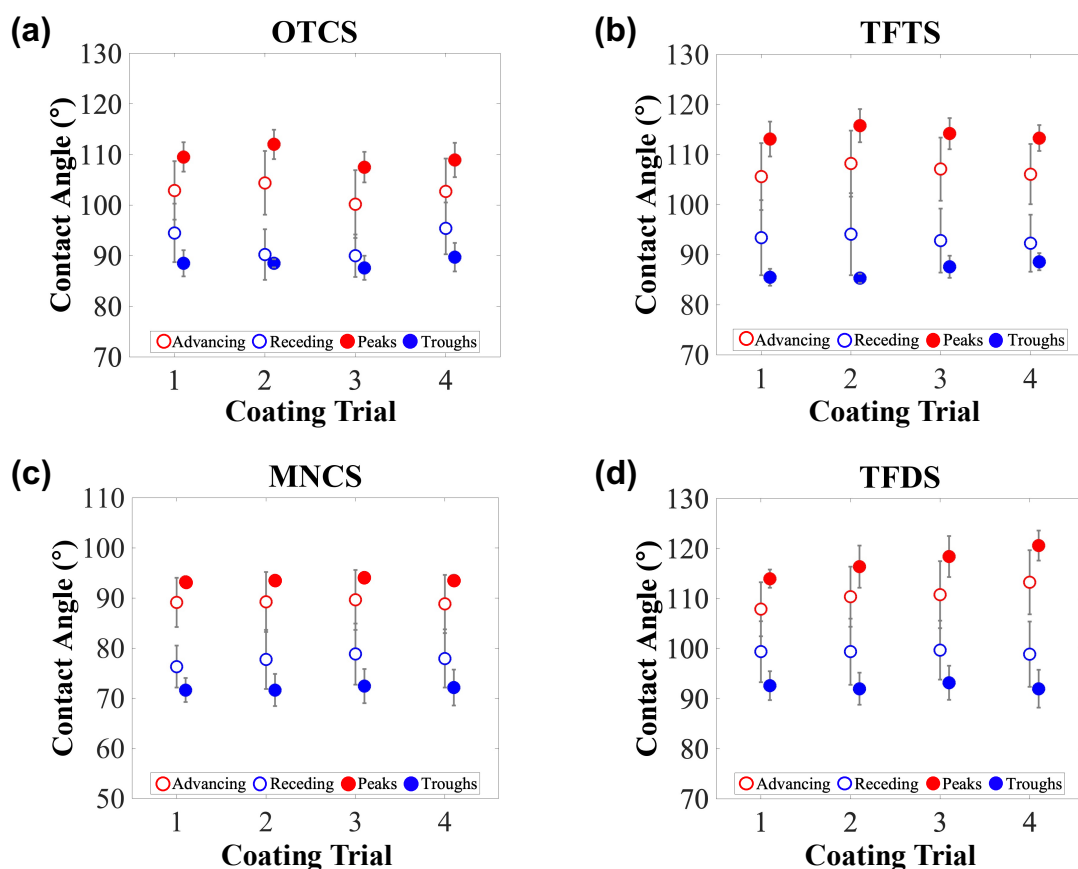 (a)
OTCS
130
120
110
100
90
80
70
Contact Angle (°)
Advancing Receding Peaks Troughs
1 2 3 4
Coating Trial
(b)
TFTS
130
120
110
100
90
80
70
Contact Angle (°)
Advancing Receding Peaks Troughs
1 2 3 4
Coating Trial
(c)
MNCS
110
100
90
80
70
60
50
Contact Angle (°)
Advancing Receding Peaks Troughs
1 2 3 4
Coating Trial
(d)
TFDS
130
120
110
100
90
80
70
Contact Angle (°)
Advancing Receding Peaks Troughs
1 2 3 4
Coating Trial